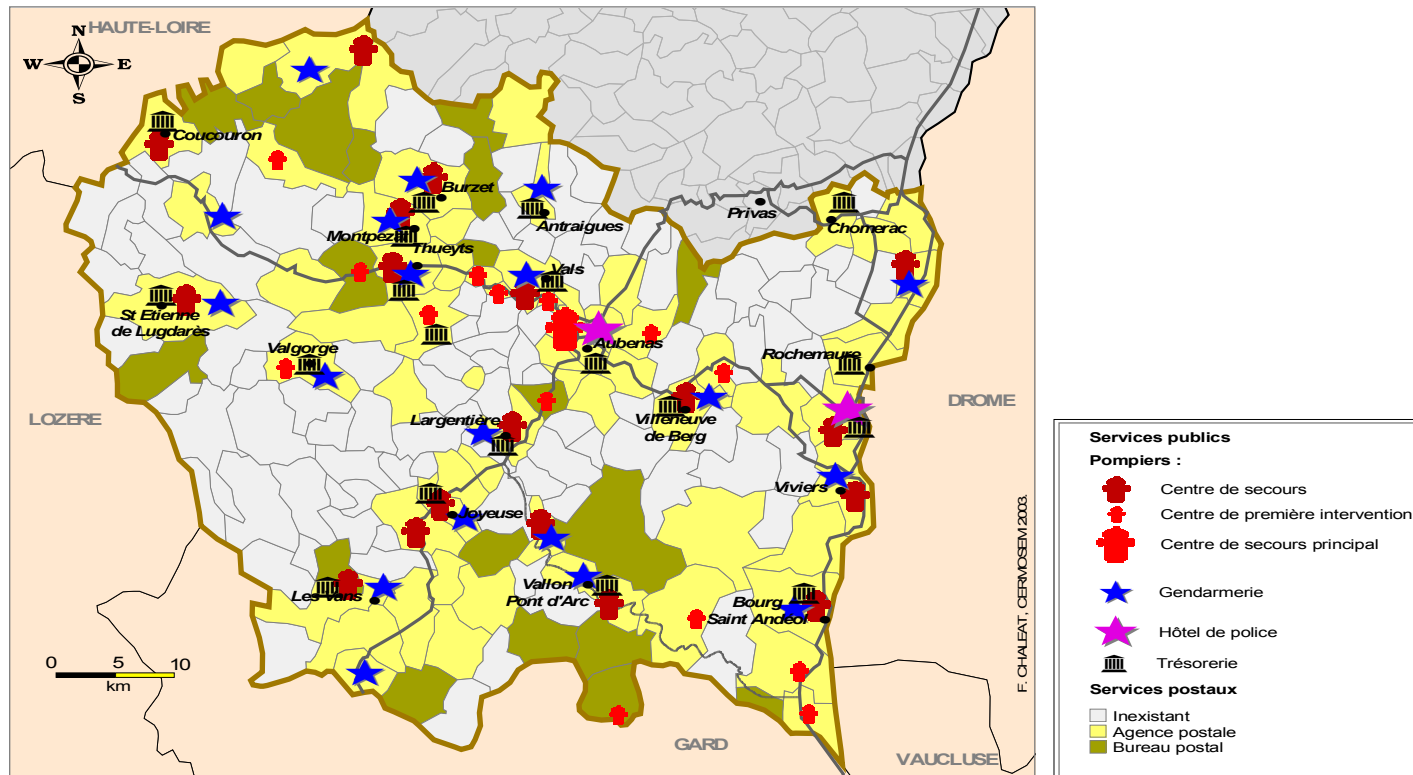 HAUTE-LOIRE
N
W E
S
Coucouron
Burzet
Privas
Antraigues
Chomerac
Montpezat
Thueyts
Vals
St Etienne
de Lugdarès
Aubenas
Valgorge
Rochemaure
LOZERE
DROME
Largentière
Villeneuve
de Berg
Viviers
Joyeuse
Vallon
Pont d'Arc
Les Vans
Bourg
Saint Andéol
0 5 10
km
GARD
VAUCLUSE
F. CHALEAT, CERMOSEM 2003.
Services publics
Pompiers :
Centre de secours
Centre de première intervention
Centre de secours principal
Gendarmerie
Hôtel de police
Trésorerie
Services postaux
Inexistant
Agence postale
Bureau postal